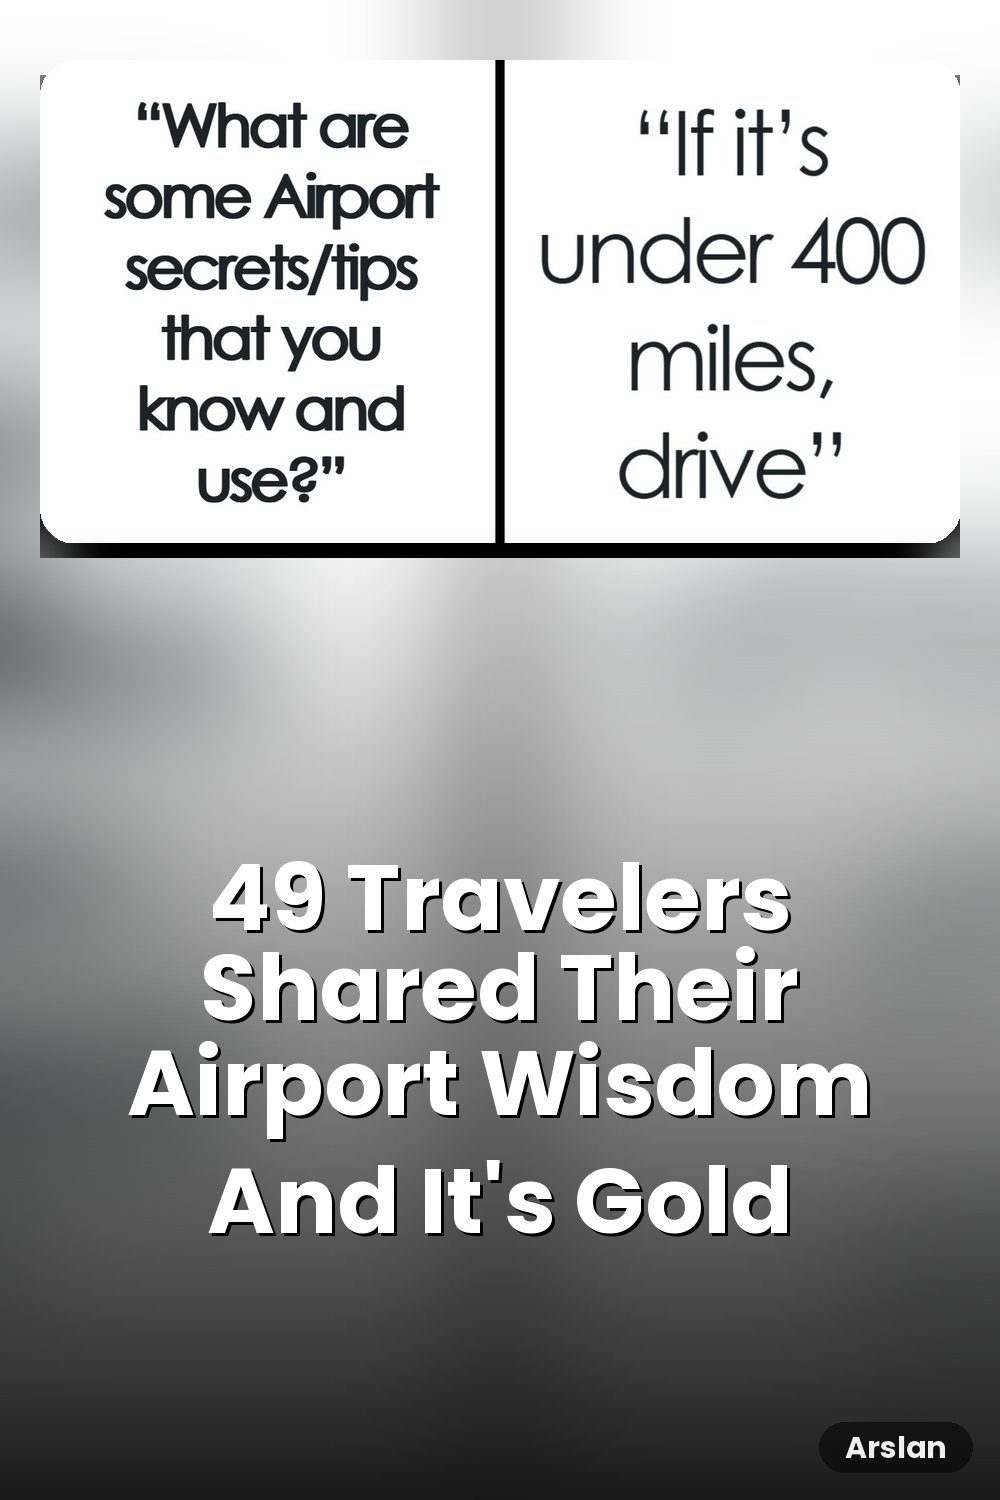 “What are
some Airport
secrets/tips
that you
know and
use?”
“If it’s
under 400
miles,
drive”
49 Travelers
Shared Their
Airport Wisdom
And It's Gold
Arslan